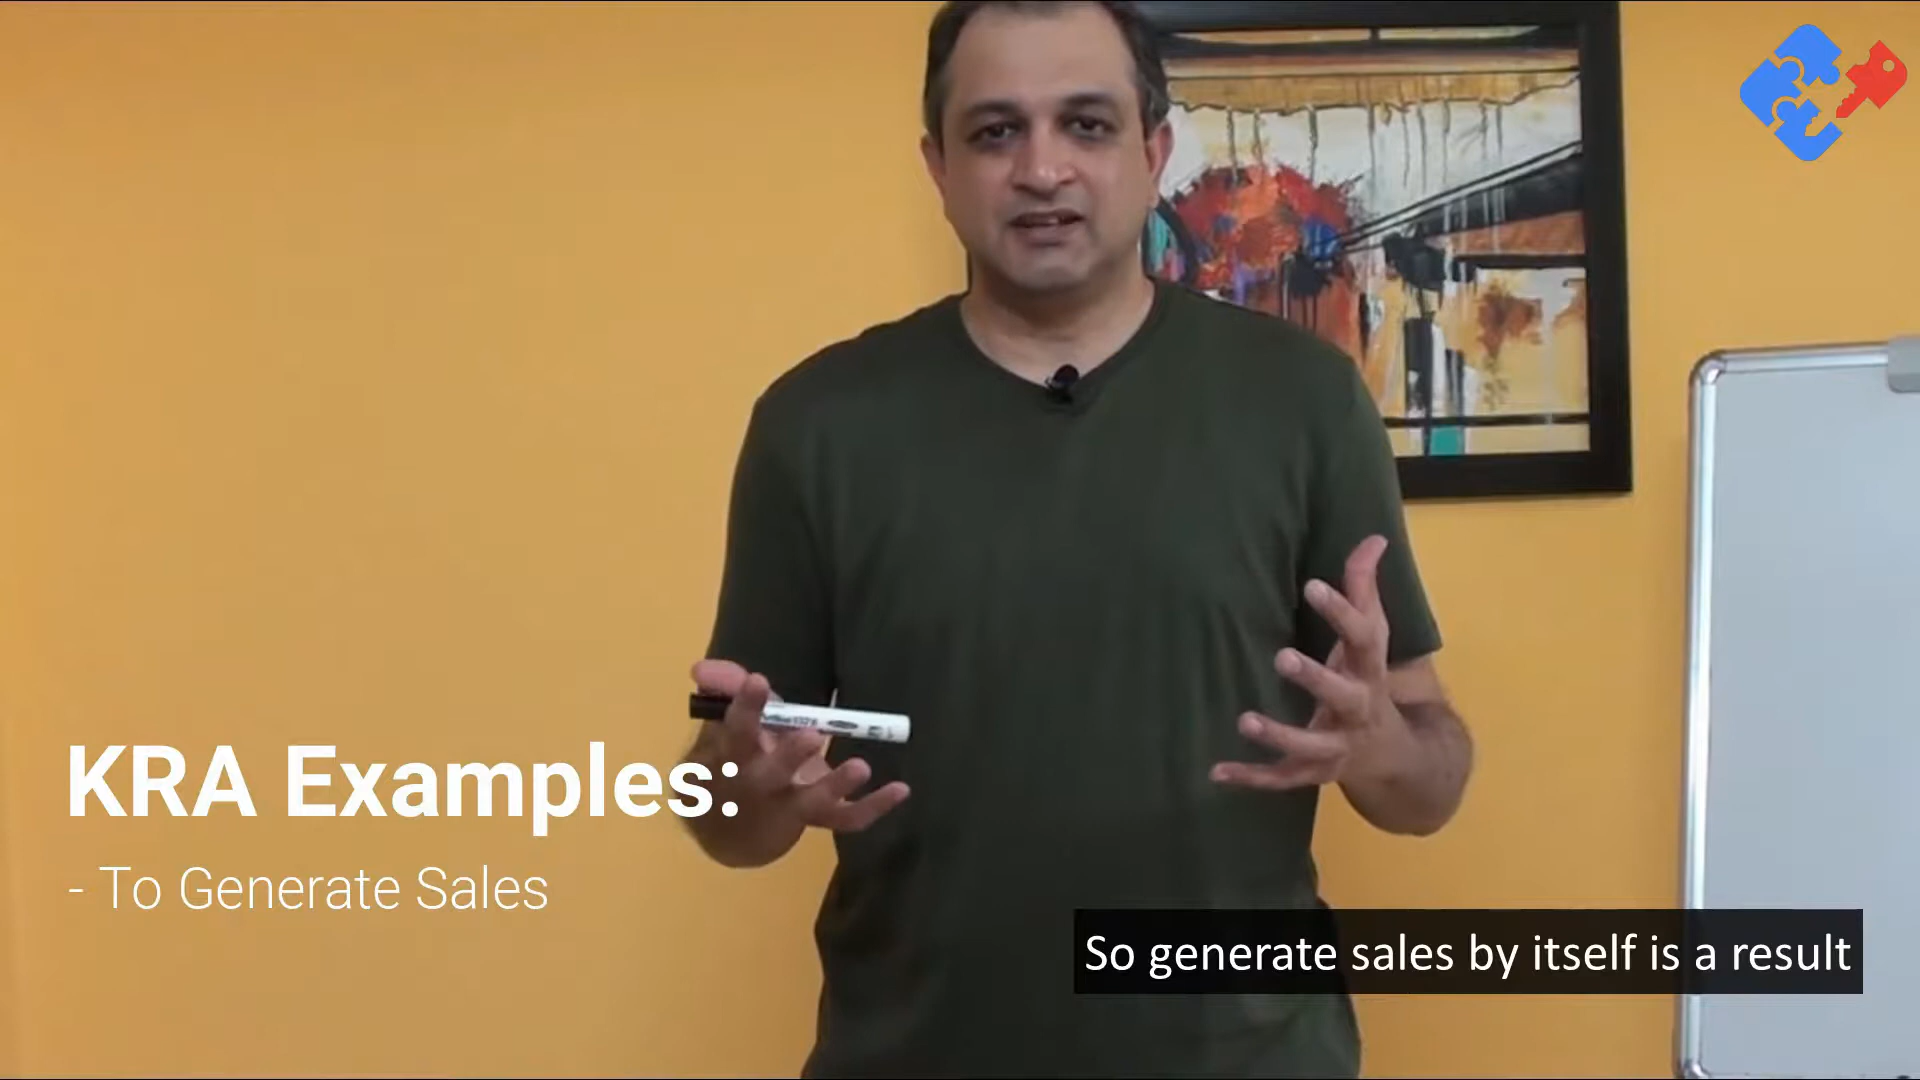 KRA Examples:
- To Generate Sales
So generate sales by itself is a result